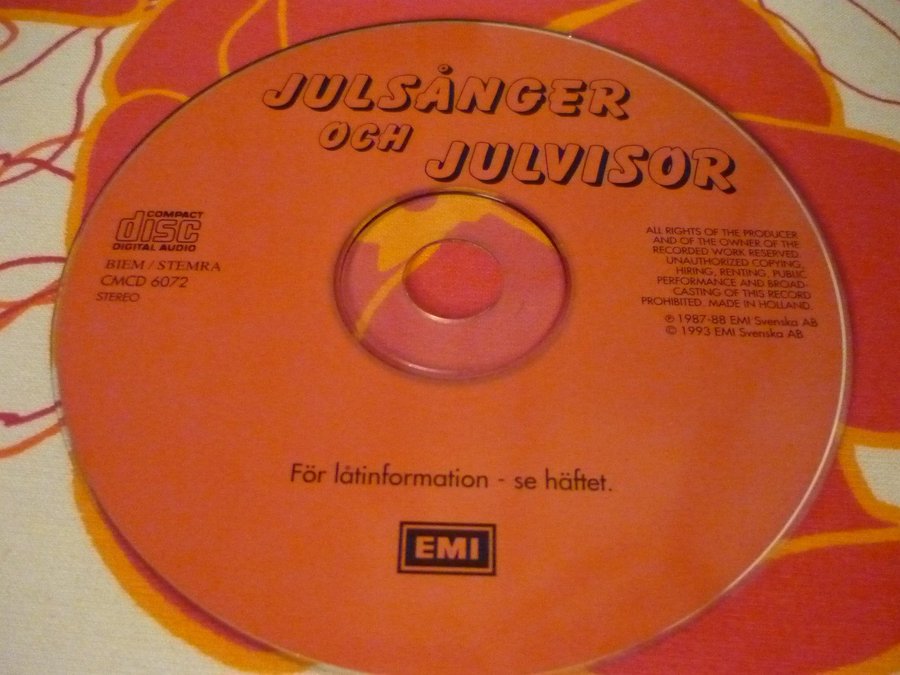 JULSÅNGER
OCH
JULVISOR
COMPACT
disc
DIGITAL AUDIO
BIEM / STEMRA
CMCD 6072
STEREO
ALL RIGHTS OF THE PRODUCER
AND OF THE OWNER OF THE
RECORDED WORK RESERVED.
UNAUTHORIZED COPYING,
HIRING, RENTING, PUBLIC
PERFORMANCE AND BROAD-
CASTING OF THIS RECORD
PROHIBITED. MADE IN HOLLAND.
℗ 1987-88 EMI Svenska AB
© 1993 EMI Svenska AB
För låtinformation - se häftet.
EMI